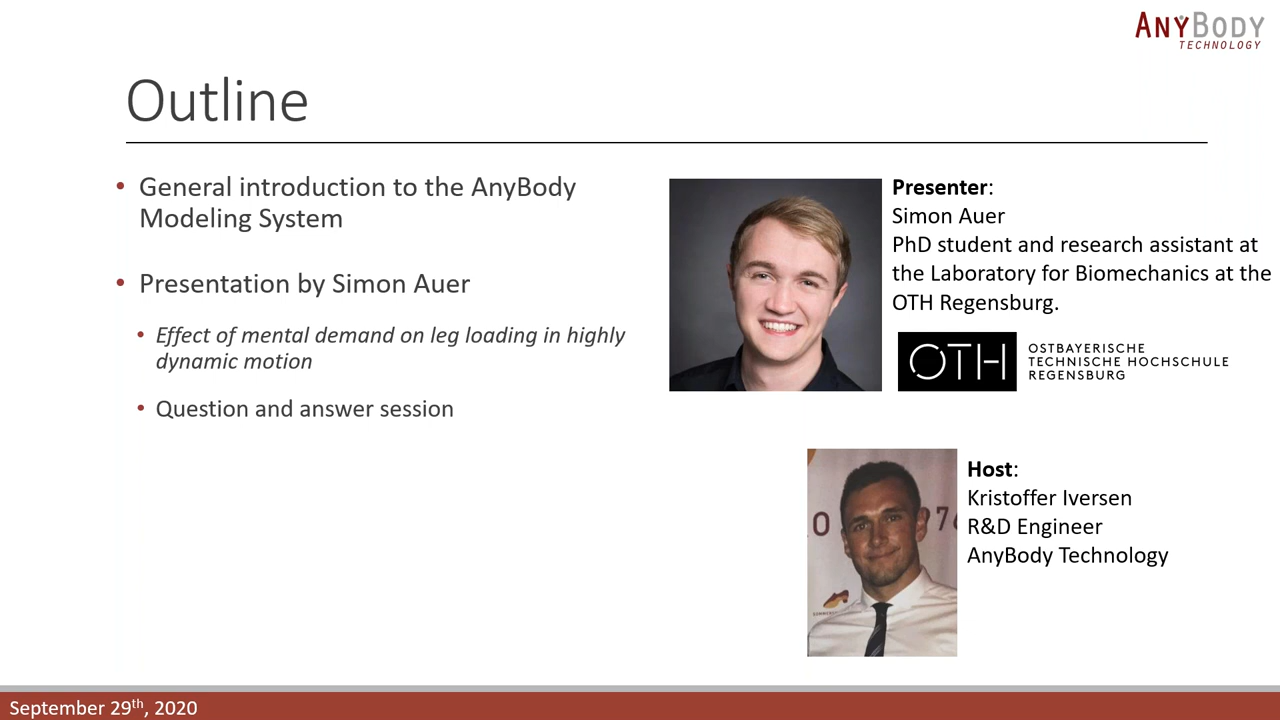 ANYBODY
TECHNOLOGY
Outline
• General introduction to the AnyBody
Modeling System
• Presentation by Simon Auer
• Effect of mental demand on leg loading in highly
dynamic motion
• Question and answer session
Presenter:
Simon Auer
PhD student and research assistant at
the Laboratory for Biomechanics at the
OTH Regensburg.
OTH
OSTBAYERISCHE
TECHNISCHE HOCHSCHULE
REGENSBURG
Host:
Kristoffer Iversen
R&D Engineer
AnyBody Technology
September 29th, 2020